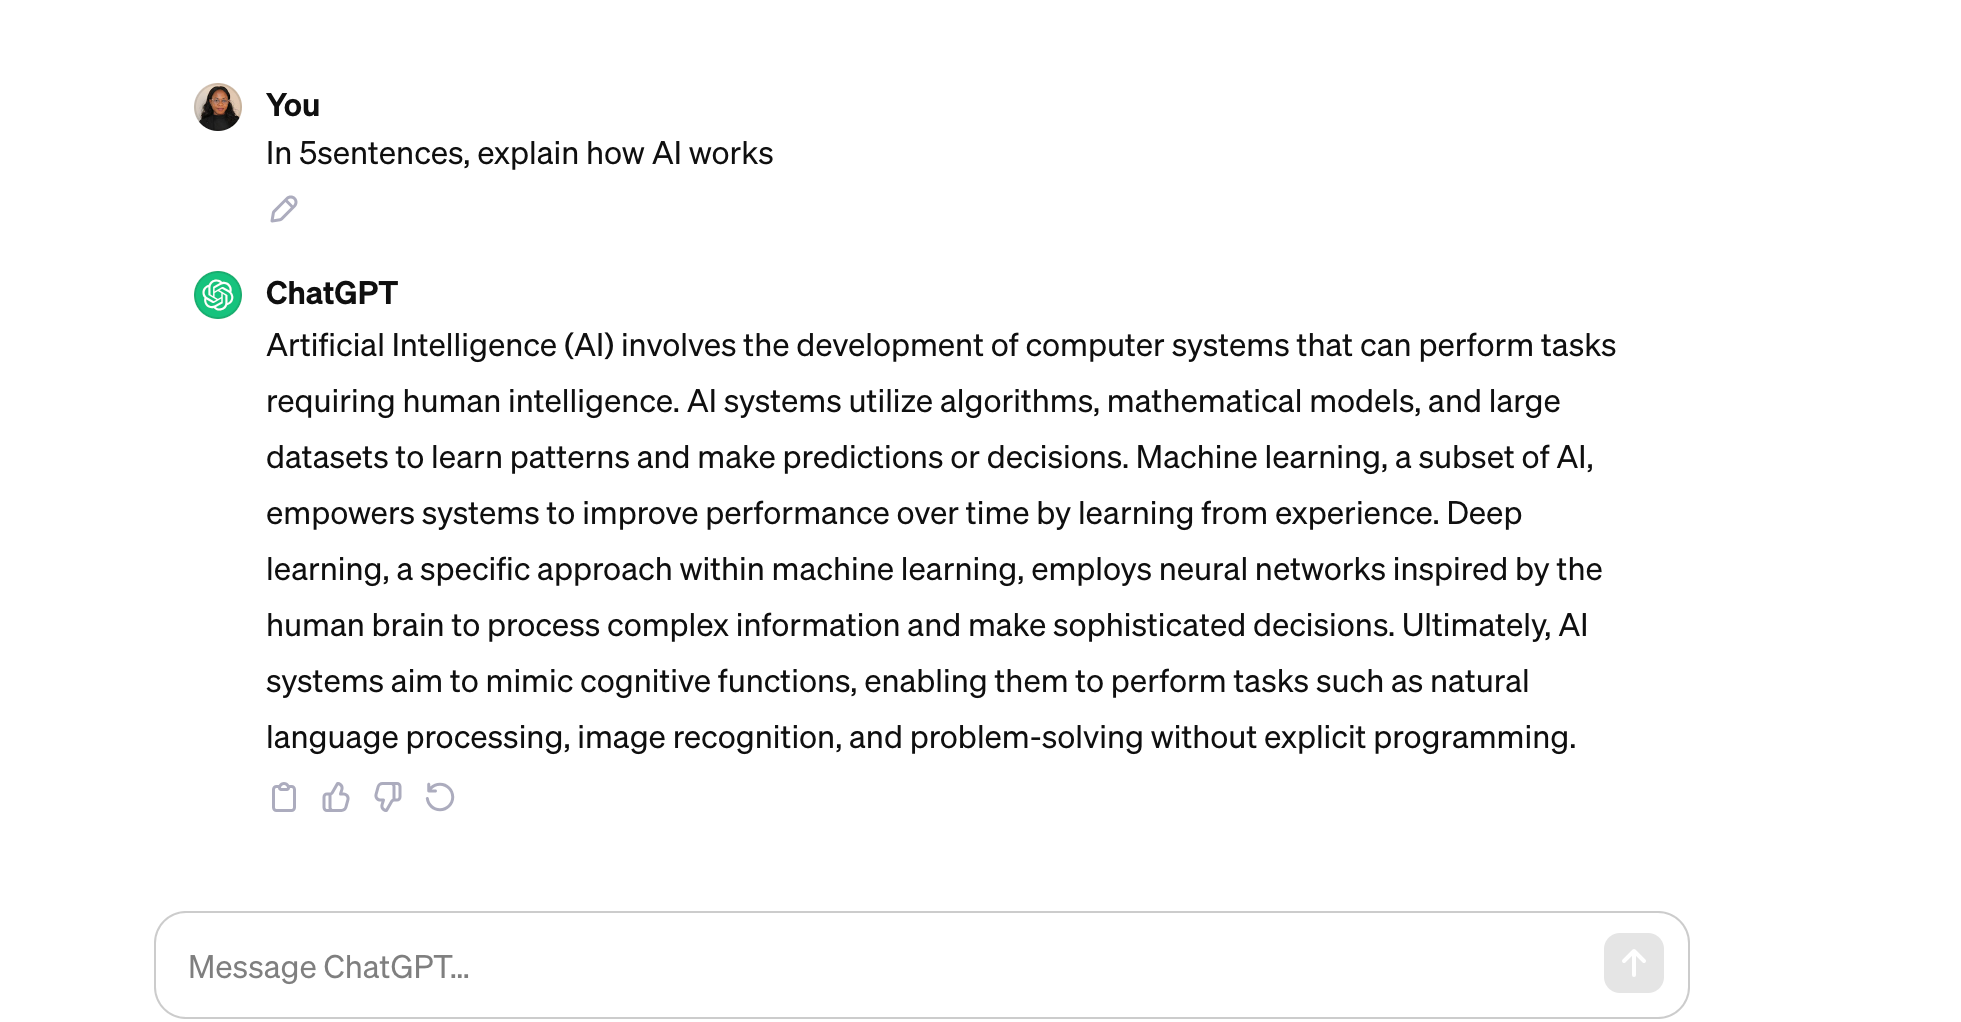 You
In 5sentences, explain how AI works
ChatGPT
Artificial Intelligence (AI) involves the development of computer systems that can perform tasks
requiring human intelligence. AI systems utilize algorithms, mathematical models, and large
datasets to learn patterns and make predictions or decisions. Machine learning, a subset of AI,
empowers systems to improve performance over time by learning from experience. Deep
learning, a specific approach within machine learning, employs neural networks inspired by the
human brain to process complex information and make sophisticated decisions. Ultimately, AI
systems aim to mimic cognitive functions, enabling them to perform tasks such as natural
language processing, image recognition, and problem-solving without explicit programming.
Message ChatGPT...